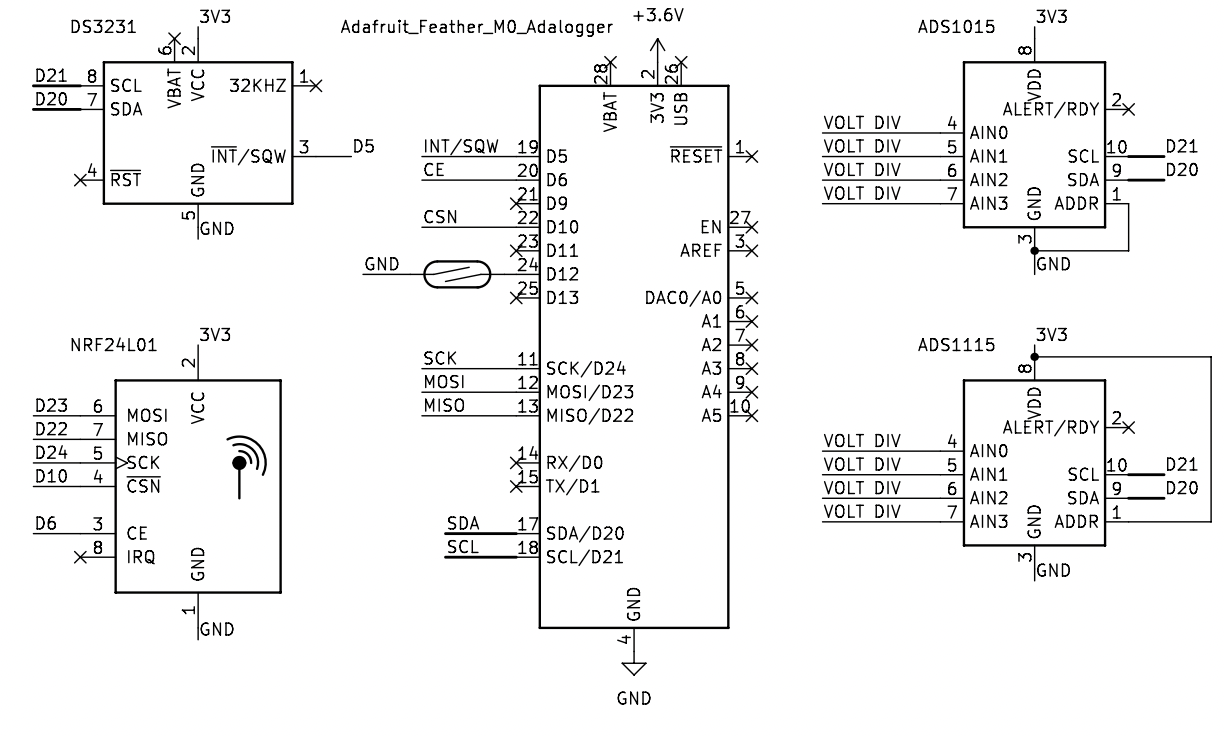 DS3231
3V3
6
2
VBAT
VCC
D21 8 SCL
D20 7 SDA
32KHZ 1
INT/SQW 3 D5
4 RST
GND
5
GND
NRF24L01
3V3
2
VCC
D23 6 MOSI
D22 7 MISO
D24 5 SCK
D10 4 CSN
D6 3 CE
8 IRQ
GND
1
GND
Adafruit_Feather_M0_Adalogger
+3.6V
28
2
26
VBAT
3V3
USB
INT/SQW 19 D5
CE 20 D6
21 D9
CSN 22 D10
23 D11
GND 24 D12
25 D13
SCK 11 SCK/D24
MOSI 12 MOSI/D23
MISO 13 MISO/D22
14 RX/D0
15 TX/D1
SDA 17 SDA/D20
SCL 18 SCL/D21
RESET 1
EN 27
AREF 3
DAC0/A0 5
A1 6
A2 7
A3 8
A4 9
A5 10
GND
4
GND
ADS1015
3V3
8
VDD
ALERT/RDY 2
VOLT DIV 4 AIN0
VOLT DIV 5 AIN1
VOLT DIV 6 AIN2
VOLT DIV 7 AIN3
SCL 10 D21
SDA 9 D20
ADDR 1
GND
3
GND
ADS1115
3V3
8
VDD
ALERT/RDY 2
VOLT DIV 4 AIN0
VOLT DIV 5 AIN1
VOLT DIV 6 AIN2
VOLT DIV 7 AIN3
SCL 10 D21
SDA 9 D20
ADDR 1
GND
3
GND